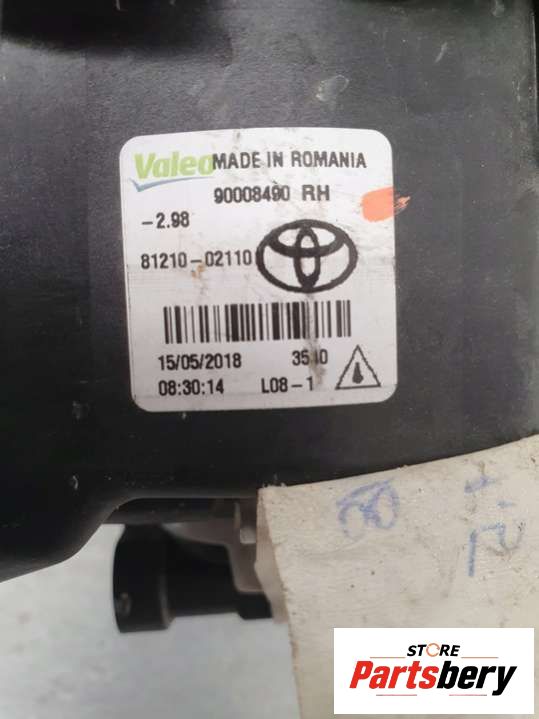 Valeo MADE IN ROMANIA
90008490 RH
-2.98
81210-02110
15/05/2018 3540
08:30:14 L08-1
00
STORE
Partsbery